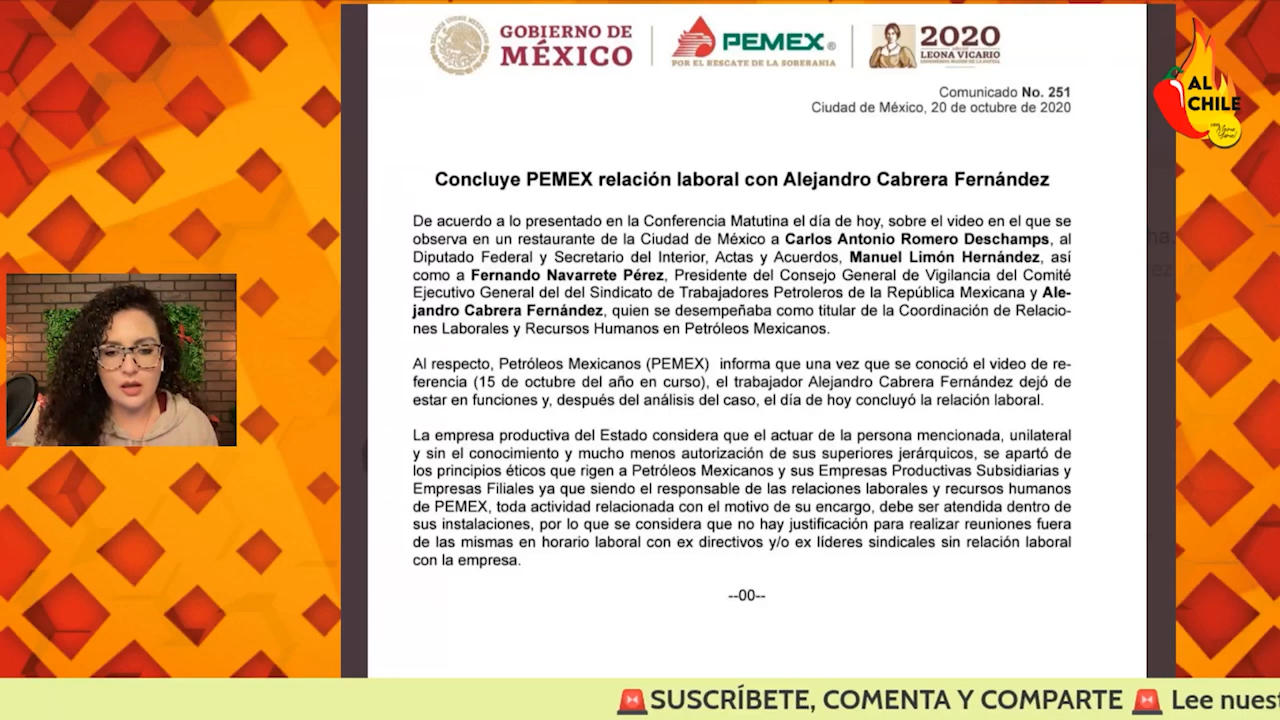 GOBIERNO DE
MÉXICO
PEMEX®
POR EL RESCATE DE LA SOBERANÍA
2020
LEONA VICARIO
AL
CHILE
Comunicado No. 251
Ciudad de México, 20 de octubre de 2020
Concluye PEMEX relación laboral con Alejandro Cabrera Fernández
De acuerdo a lo presentado en la Conferencia Matutina el día de hoy, sobre el video en el que se
observa en un restaurante de la Ciudad de México a Carlos Antonio Romero Deschamps, al
Diputado Federal y Secretario del Interior, Actas y Acuerdos, Manuel Limón Hernández, así
como a Fernando Navarrete Pérez, Presidente del Consejo General de Vigilancia del Comité
Ejecutivo General del del Sindicato de Trabajadores Petroleros de la República Mexicana y Ale-
jandro Cabrera Fernández, quien se desempeñaba como titular de la Coordinación de Relacio-
nes Laborales y Recursos Humanos en Petróleos Mexicanos.
Al respecto, Petróleos Mexicanos (PEMEX) informa que una vez que se conoció el video de re-
ferencia (15 de octubre del año en curso), el trabajador Alejandro Cabrera Fernández dejó de
estar en funciones y, después del análisis del caso, el día de hoy concluyó la relación laboral.
La empresa productiva del Estado considera que el actuar de la persona mencionada, unilateral
y sin el conocimiento y mucho menos autorización de sus superiores jerárquicos, se apartó de
los principios éticos que rigen a Petróleos Mexicanos y sus Empresas Productivas Subsidiarias y
Empresas Filiales ya que siendo el responsable de las relaciones laborales y recursos humanos
de PEMEX, toda actividad relacionada con el motivo de su encargo, debe ser atendida dentro de
sus instalaciones, por lo que se considera que no hay justificación para realizar reuniones fuera
de las mismas en horario laboral con ex directivos y/o ex líderes sindicales sin relación laboral
con la empresa.
--00--
🚨SUSCRÍBETE, COMENTA Y COMPARTE 🚨 Lee nuest